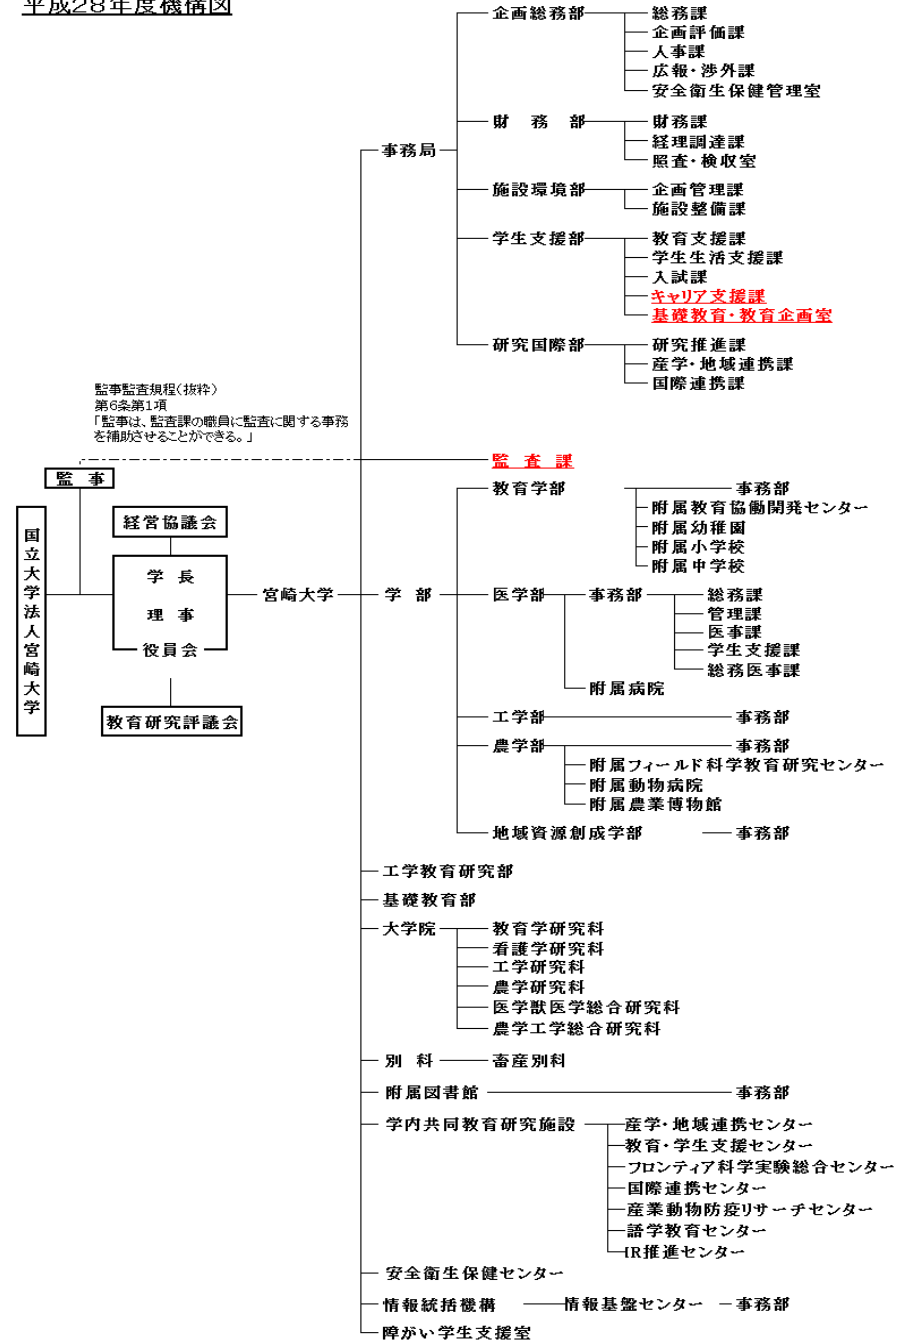 平成28年度機構図
企画総務部
総務課
企画評価課
人事課
広報・渉外課
安全衛生保健管理室
財　務　部
財務課
経理調達課
照査・検収室
事務局
施設環境部
企画管理課
施設整備課
学生支援部
教育支援課
学生生活支援課
入試課
キャリア支援課
基礎教育・教育企画室
研究国際部
研究推進課
産学・地域連携課
国際連携課
監事監査規程(抜粋)
第6条第1項
「監事は、監査課の職員に監査に関する事務
を補助させることができる。」
監　査　課
監　事
国立大学法人宮崎大学
経営協議会
学　長
理　事
役員会
教育研究評議会
宮崎大学
学　部
教育学部
事務部
附属教育協働開発センター
附属幼稚園
附属小学校
附属中学校
医学部
事務部
総務課
管理課
医事課
学生支援課
総務医事課
附属病院
工学部
事務部
農学部
事務部
附属フィールド科学教育研究センター
附属動物病院
附属農業博物館
地域資源創成学部
事務部
工学教育研究部
基礎教育部
大学院
教育学研究科
看護学研究科
工学研究科
農学研究科
医学獣医学総合研究科
農学工学総合研究科
別　科
畜産別科
附属図書館
事務部
学内共同教育研究施設
産学・地域連携センター
教育・学生支援センター
フロンティア科学実験総合センター
国際連携センター
産業動物防疫リサーチセンター
語学教育センター
IR推進センター
安全衛生保健センター
情報統括機構
情報基盤センター
事務部
障がい学生支援室